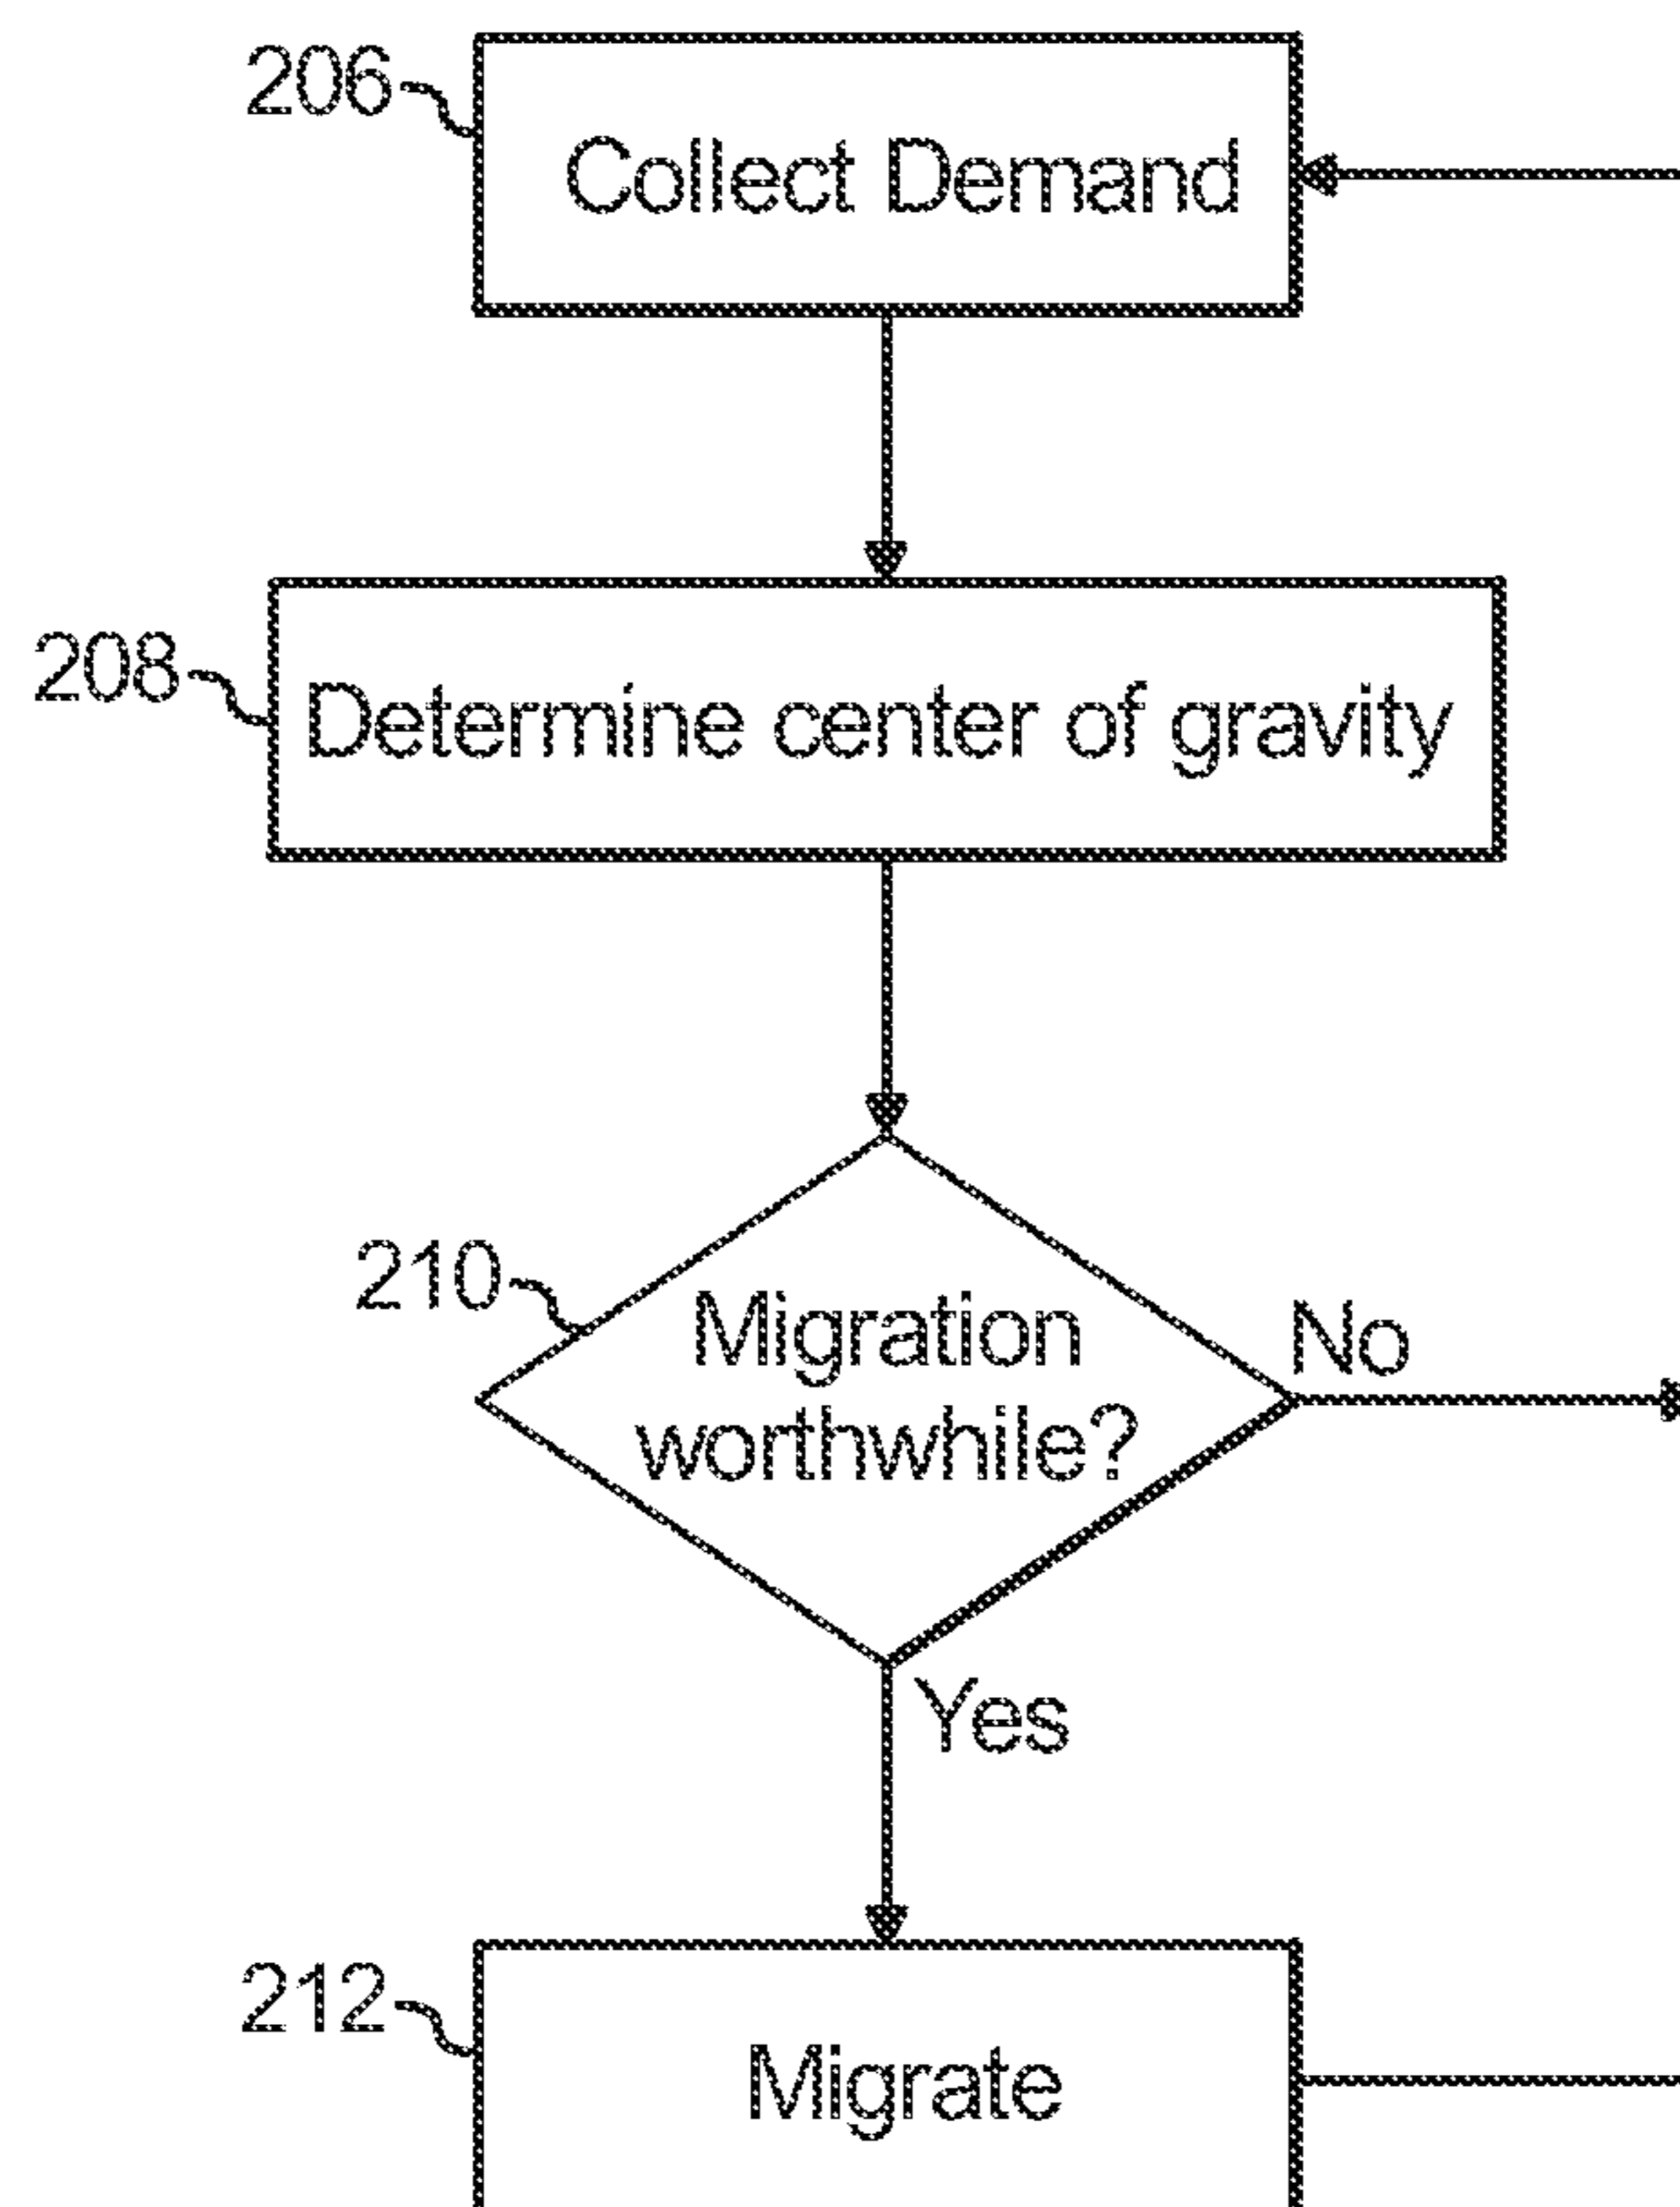 206
Collect Demand
208
Determine center of gravity
210
Migration
worthwhile?
No
Yes
212
Migrate